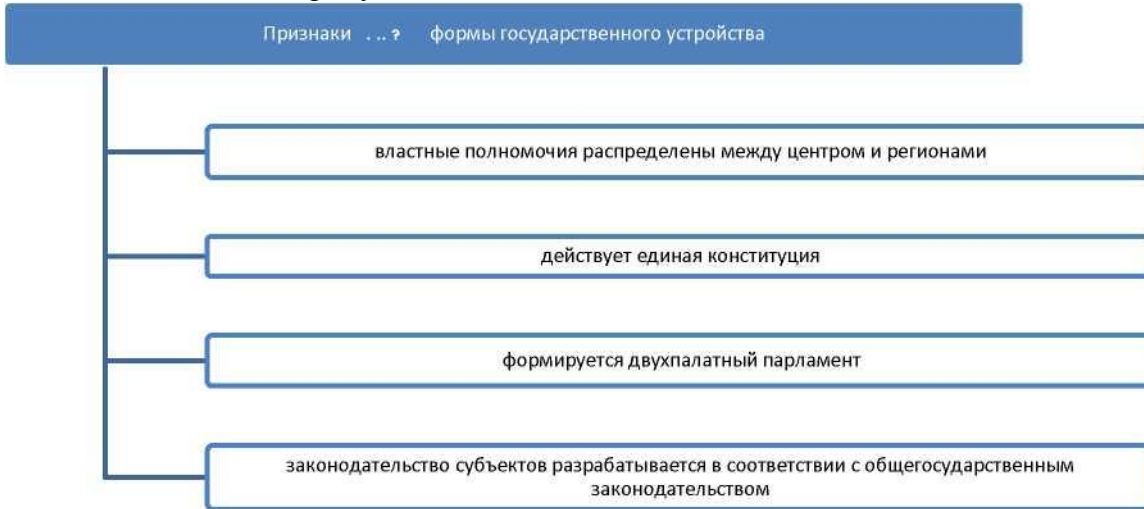 Признаки . . . ? формы государственного устройства
властные полномочия распределены между центром и регионами
действует единая конституция
формируется двухпалатный парламент
законодательство субъектов разрабатывается в соответствии с общегосударственным
законодательством